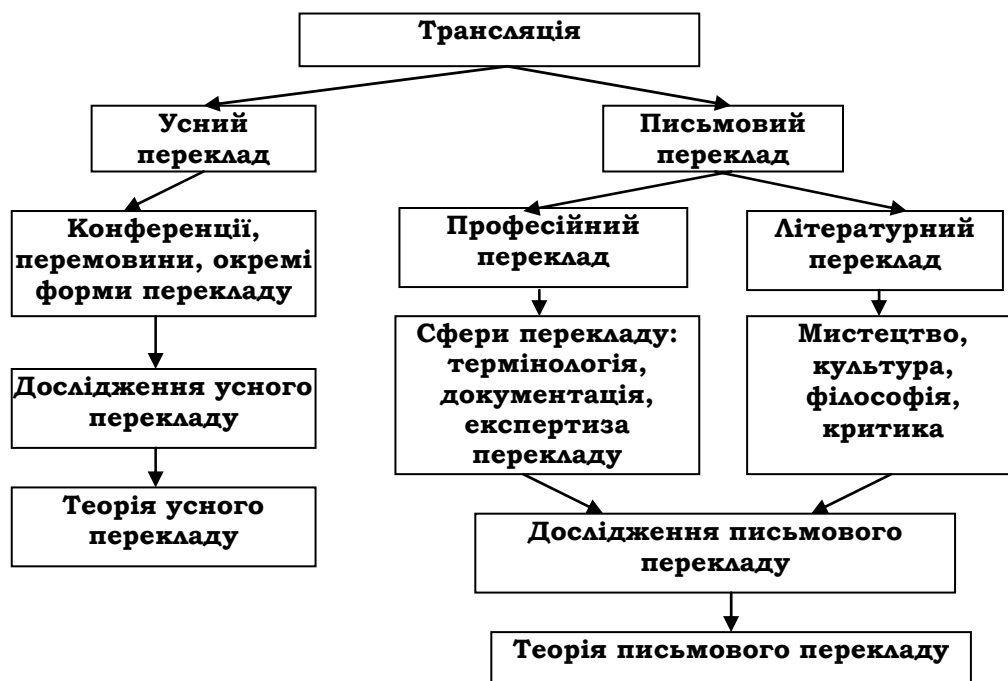 Трансляція
Усний
переклад
Письмовий
переклад
Конференції,
перемовини, окремі
форми перекладу
Професійний
переклад
Літературний
переклад
Дослідження усного
перекладу
Сфери перекладу:
термінологія,
документація,
експертиза
перекладу
Мистецтво,
культура,
філософія,
критика
Теорія усного
перекладу
Дослідження письмового
перекладу
Теорія письмового перекладу